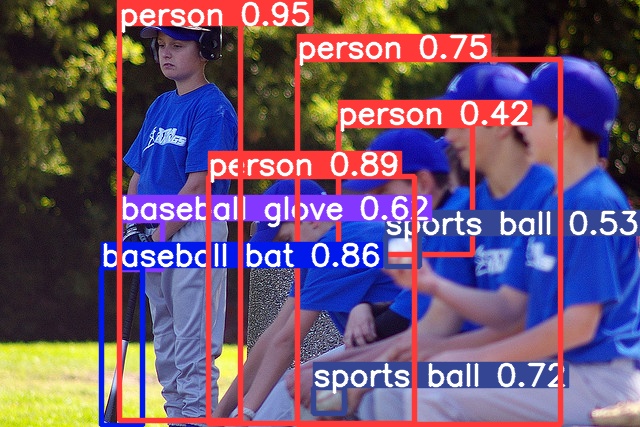 person 0.95
person 0.75
person 0.42
person 0.89
baseball glove 0.62
sports ball 0.53
baseball bat 0.86
sports ball 0.72